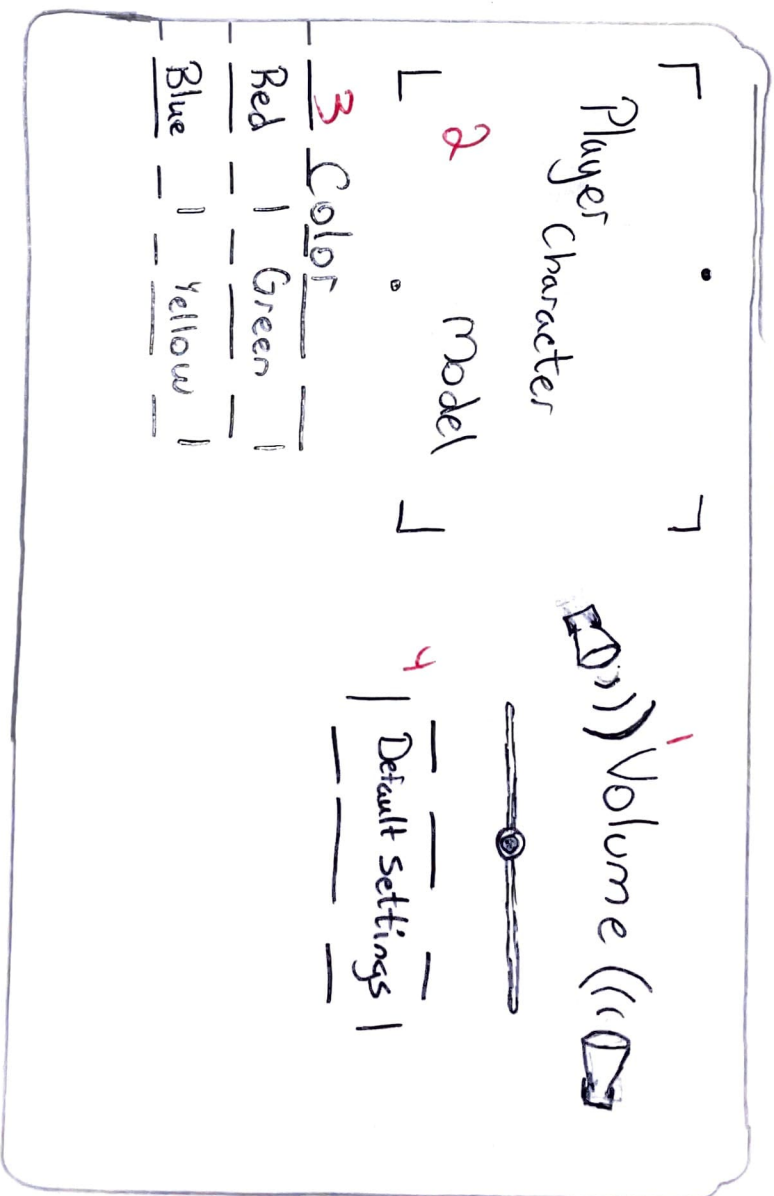 1
Volume
Player
Character
2
Model
4
Default Settings
3 Color
Red | Green |
Blue | Yellow |